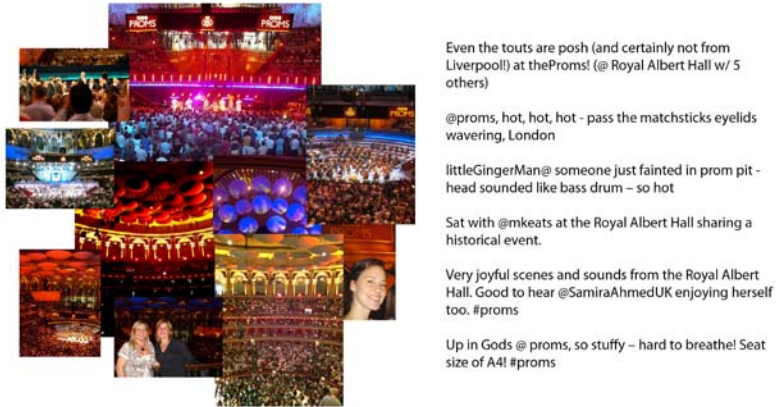 PROMS
PROMS
PROMS
Even the touts are posh (and certainly not from
Liverpool!) at theProms! (@ Royal Albert Hall w/ 5
others)
@proms, hot, hot, hot - pass the matchsticks eyelids
wavering, London
littleGingerMan@ someone just fainted in prom pit -
head sounded like bass drum – so hot
Sat with @mkeats at the Royal Albert Hall sharing a
historical event.
Very joyful scenes and sounds from the Royal Albert
Hall. Good to hear @SamiraAhmedUK enjoying herself
too. #proms
Up in Gods @ proms, so stuffy – hard to breathe! Seat
size of A4! #proms